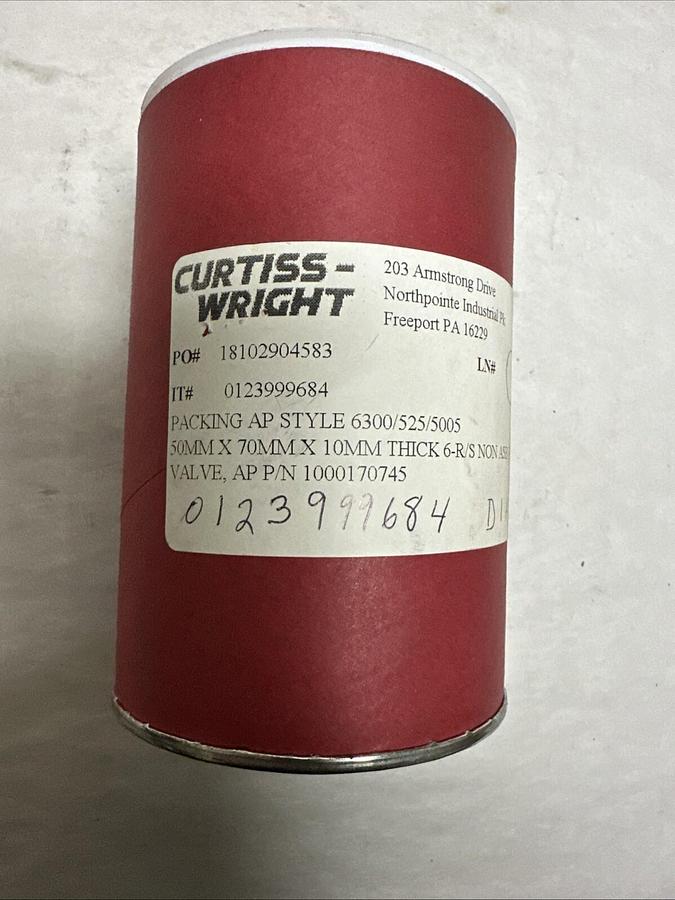 CURTISS-
WRIGHT
203 Armstrong Drive
Northpointe Industrial Pk
Freeport PA 16229
PO# 18102904583
LN#
IT# 0123999684
PACKING AP STYLE 6300/525/5005
50MM X 70MM X 10MM THICK 6-R/S NON
VALVE, AP P/N 1000170745
0123999684